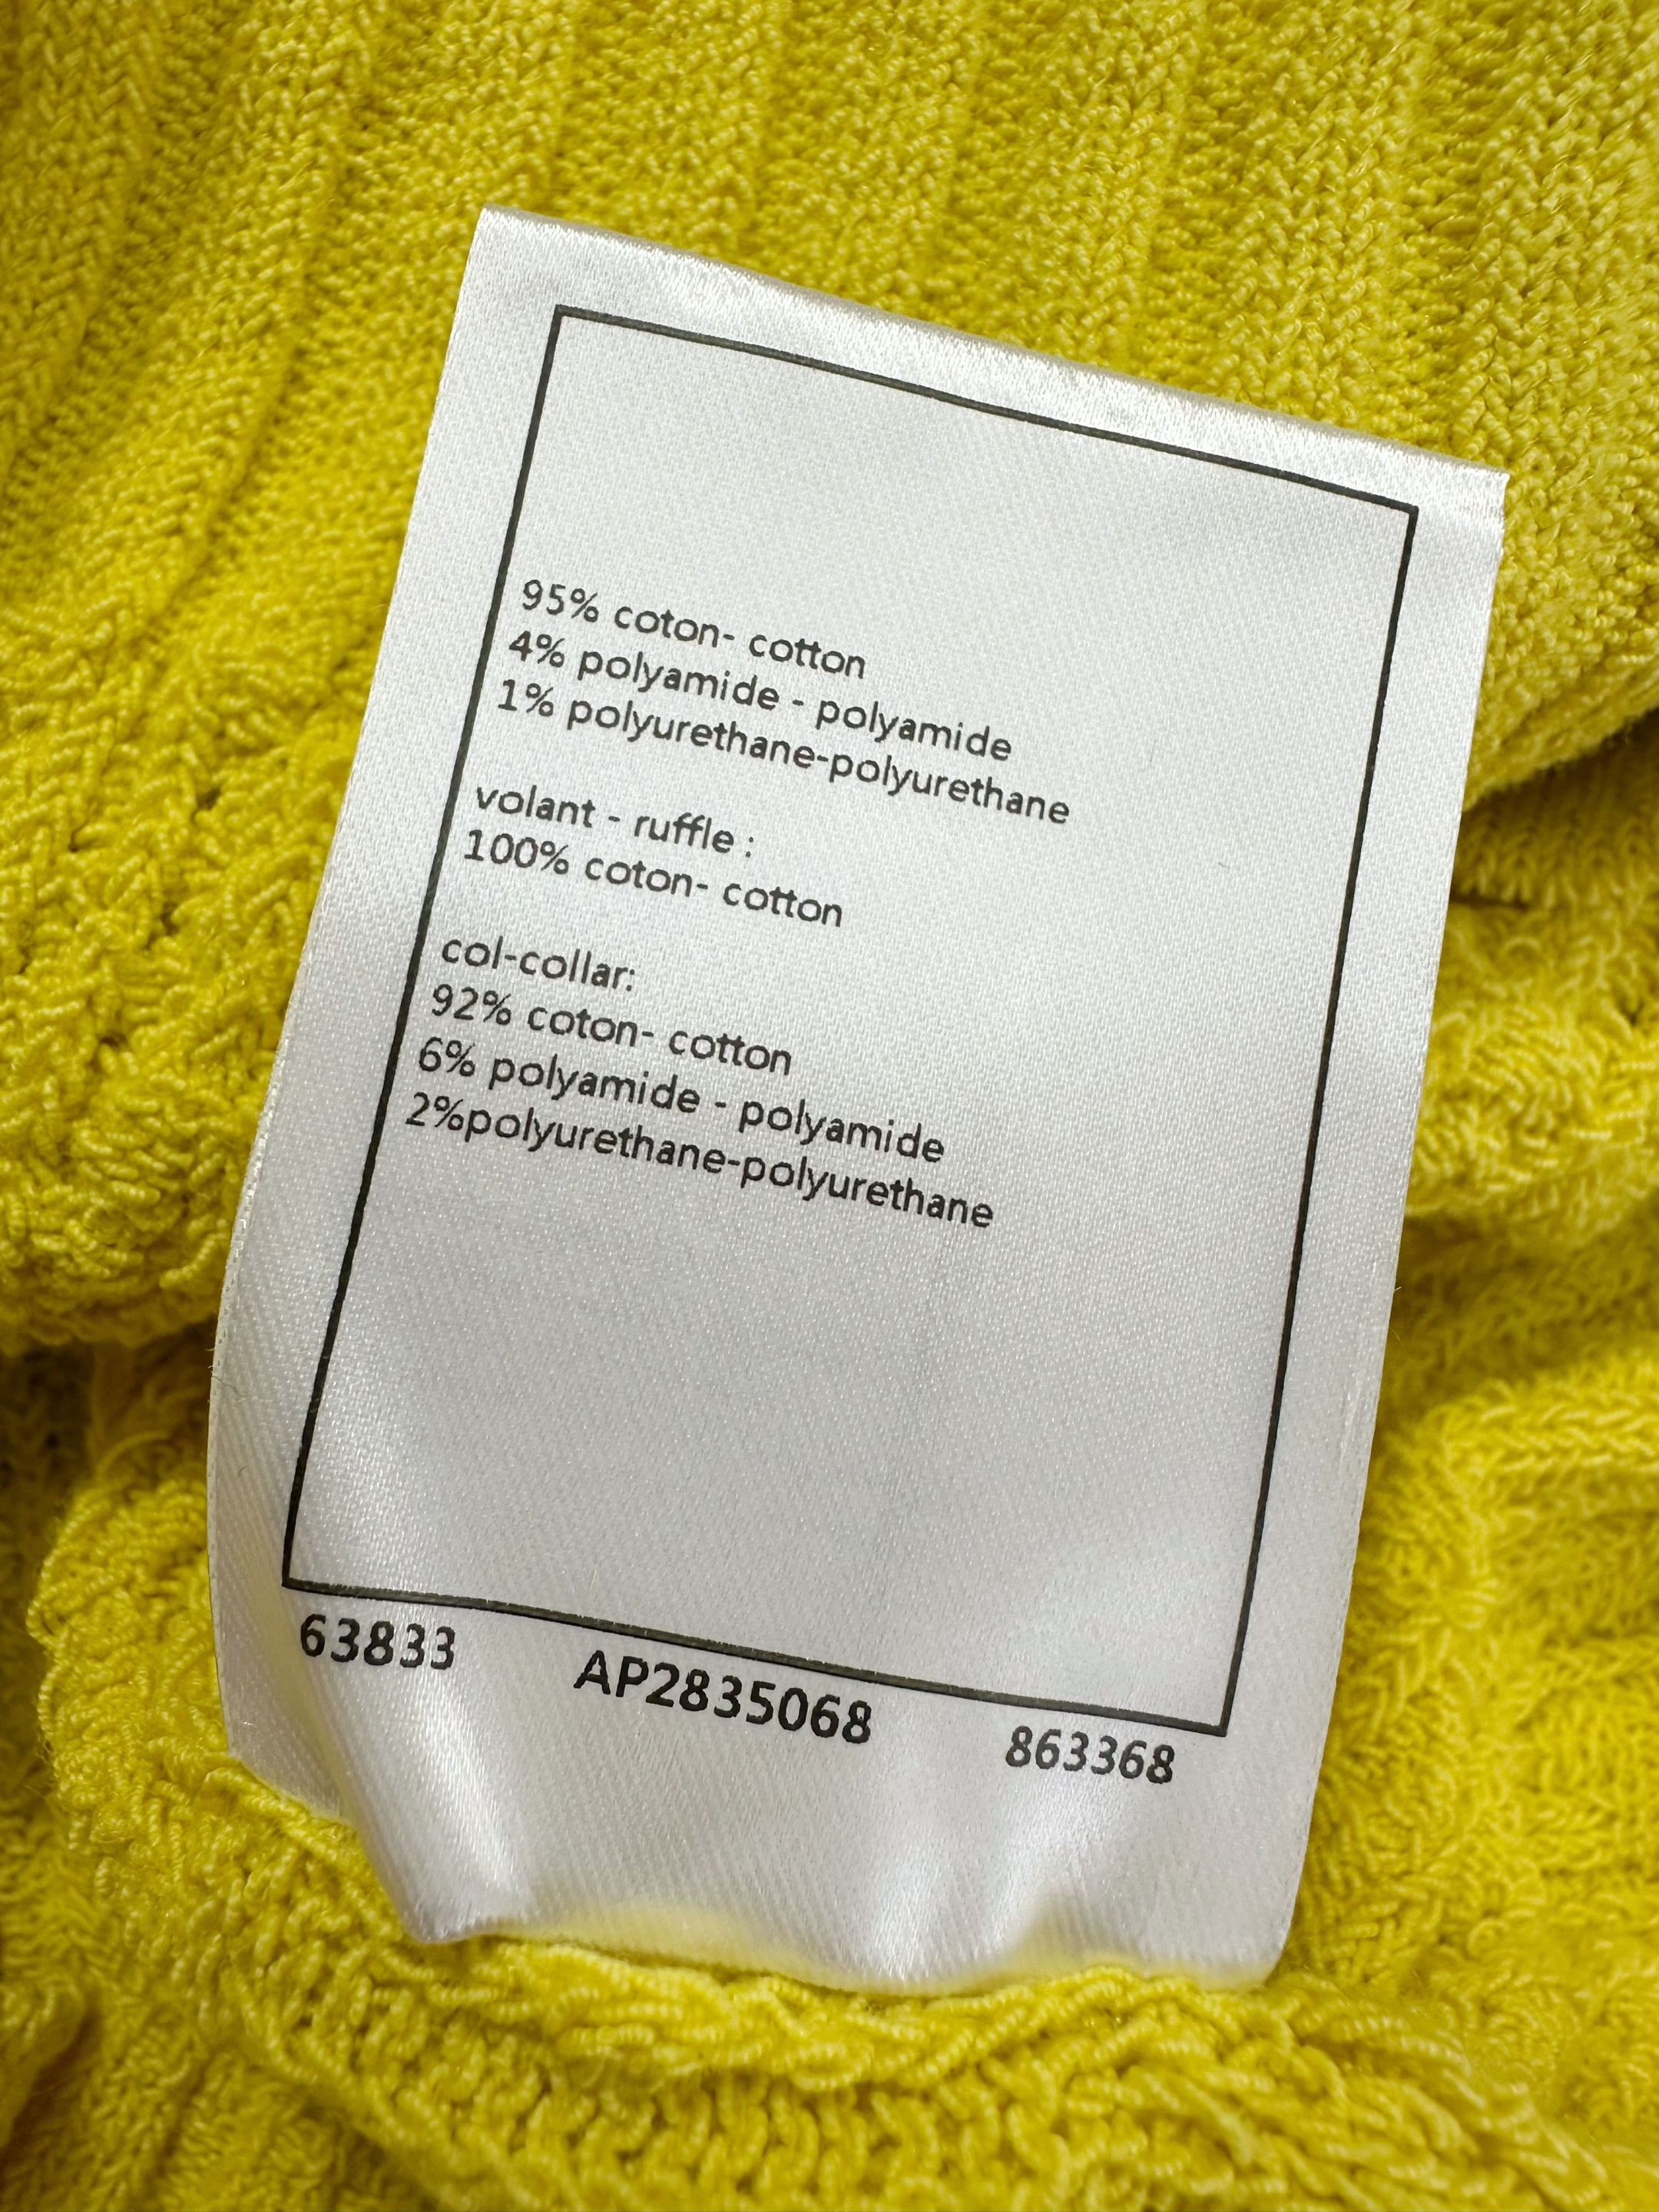 95% coton- cotton
4% polyamide - polyamide
1% polyurethane-polyurethane
volant - ruffle :
100% coton- cotton
col-collar:
92% coton- cotton
6% polyamide - polyamide
2%polyurethane-polyurethane
63833 AP2835068 863368